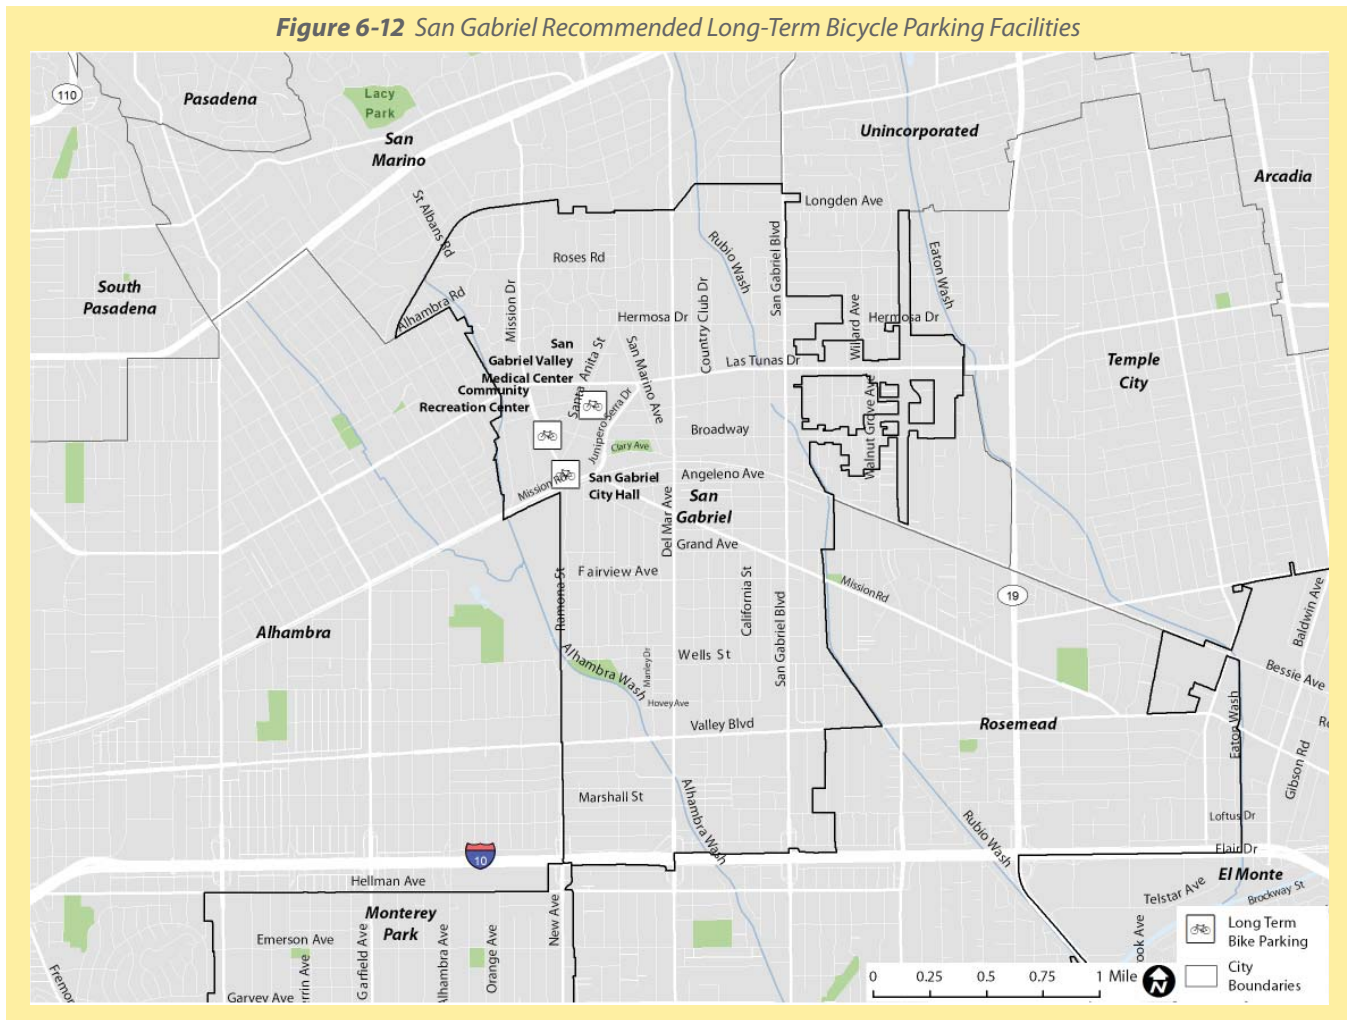 Figure 6-12 San Gabriel Recommended Long-Term Bicycle Parking Facilities
110
Pasadena
Lacy
Park
San
Marino
Unincorporated
Arcadia
St Albans Rd
Longden Ave
Rubio Wash
San Gabriel Blvd
Eaton Wash
Roses Rd
South
Pasadena
Alhambra Rd
Mission Dr
Hermosa Dr
Country Club Dr
Willard Ave
Hermosa Dr
San
Gabriel Valley
Medical Center
Santa Anita St
San Marino Ave
Las Tunas Dr
Temple
City
Community
Recreation Center
Junipero Serra Dr
Walnut Grove Ave
Clary Ave
Broadway
Mission Rd
San Gabriel
City Hall
Angeleno Ave
San
Gabriel
Del Mar Ave
Grand Ave
Fairview Ave
Ramona St
California St
San Gabriel Blvd
Mission Rd
19
Baldwin Ave
Alhambra
Alhambra Wash
Manley Dr
Wells St
Bessie Ave
Hovey Ave
Valley Blvd
Rosemead
Eaton Wash
Gibson Rd
Marshall St
Alhambra Wash
Rubio Wash
Loftus Dr
Flair Dr
10
Hellman Ave
El Monte
Telstar Ave
Brockway St
Monterey
Park
New Ave
Emerson Ave
Garfield Ave
Alhambra Ave
Orange Ave
Garvey Ave
Long Term
Bike Parking
City
Boundaries
0 0.25 0.5 0.75 1 Mile
N